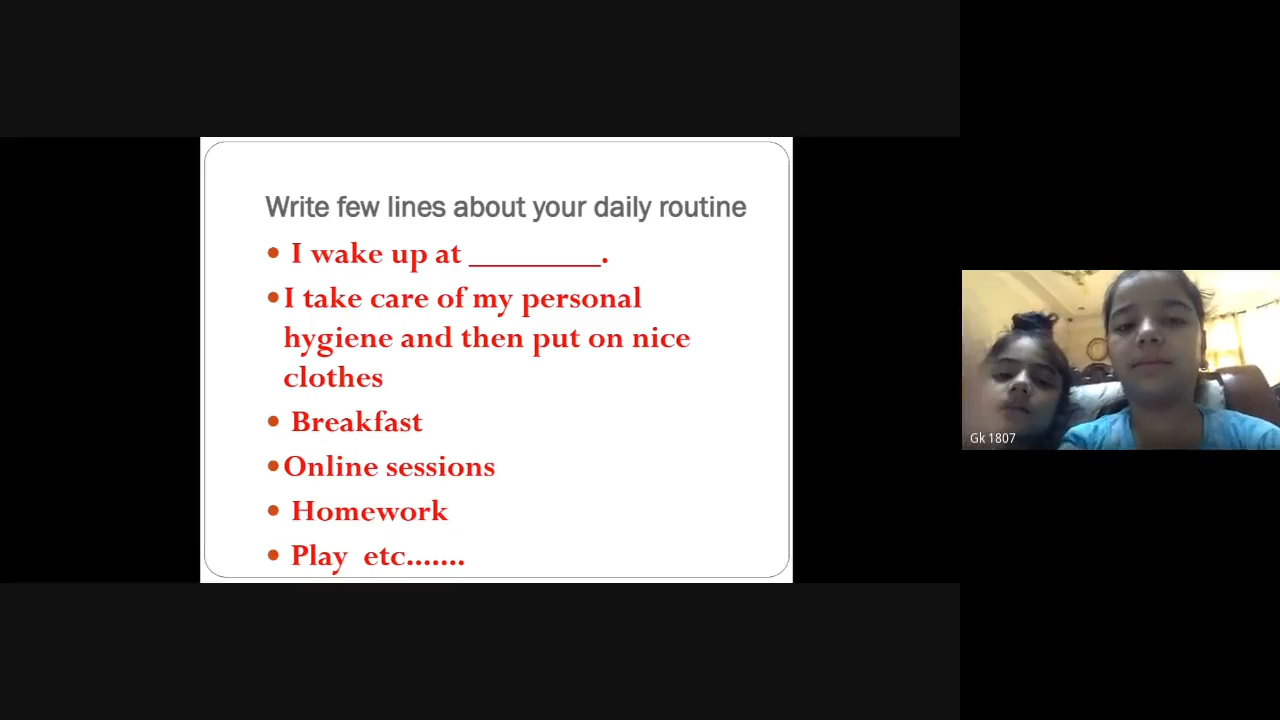 Write few lines about your daily routine
• I wake up at ________.
• I take care of my personal
hygiene and then put on nice
clothes
• Breakfast
• Online sessions
• Homework
• Play etc.......
Gk 1807